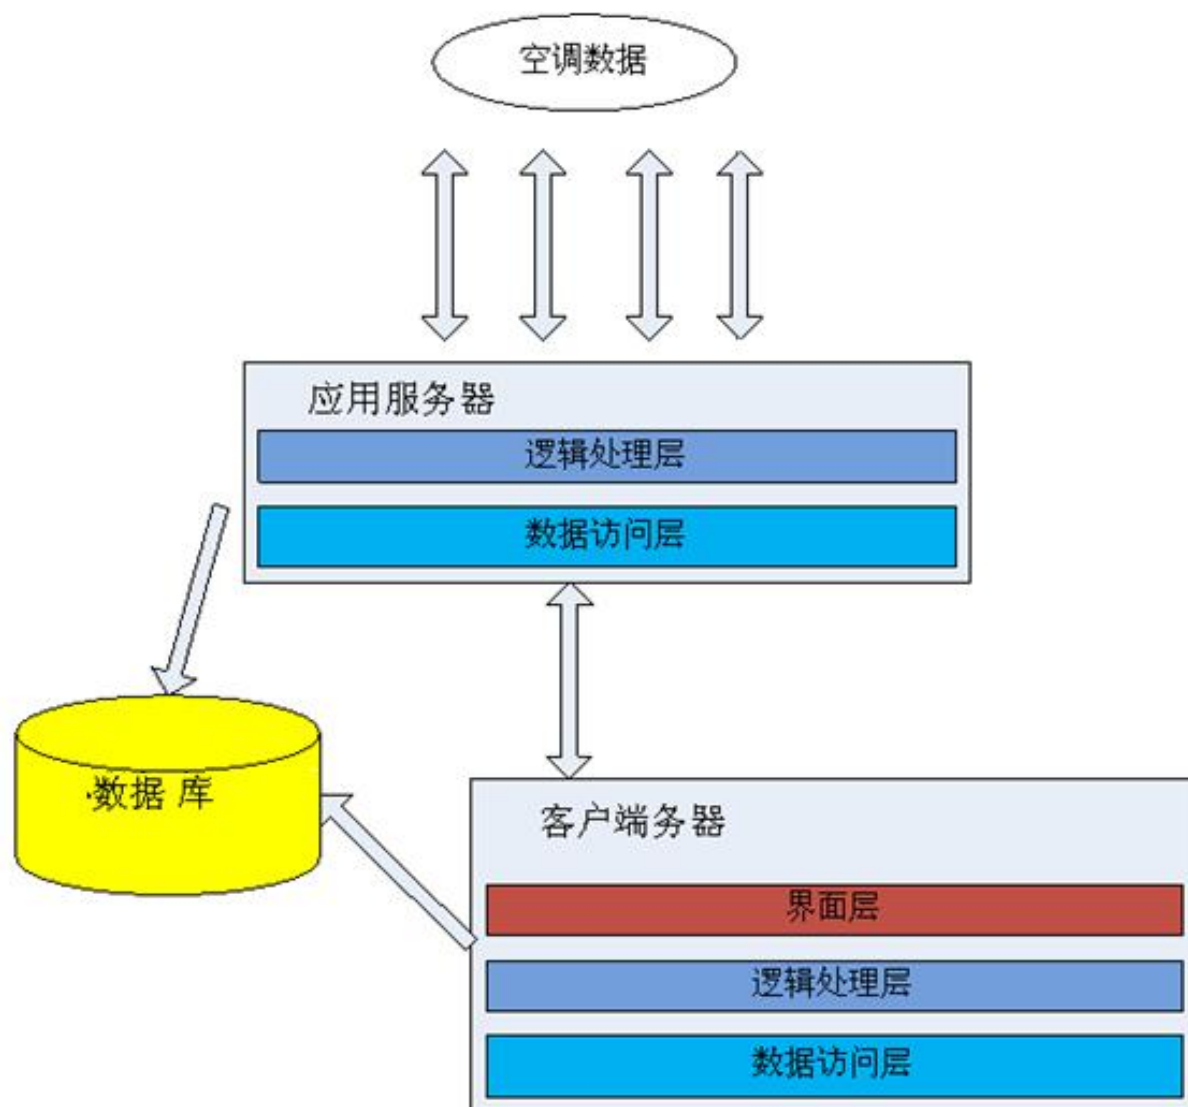 空调数据
应用服务器
逻辑处理层
数据访问层
数据 库
客户端务器
界面层
逻辑处理层
数据访问层